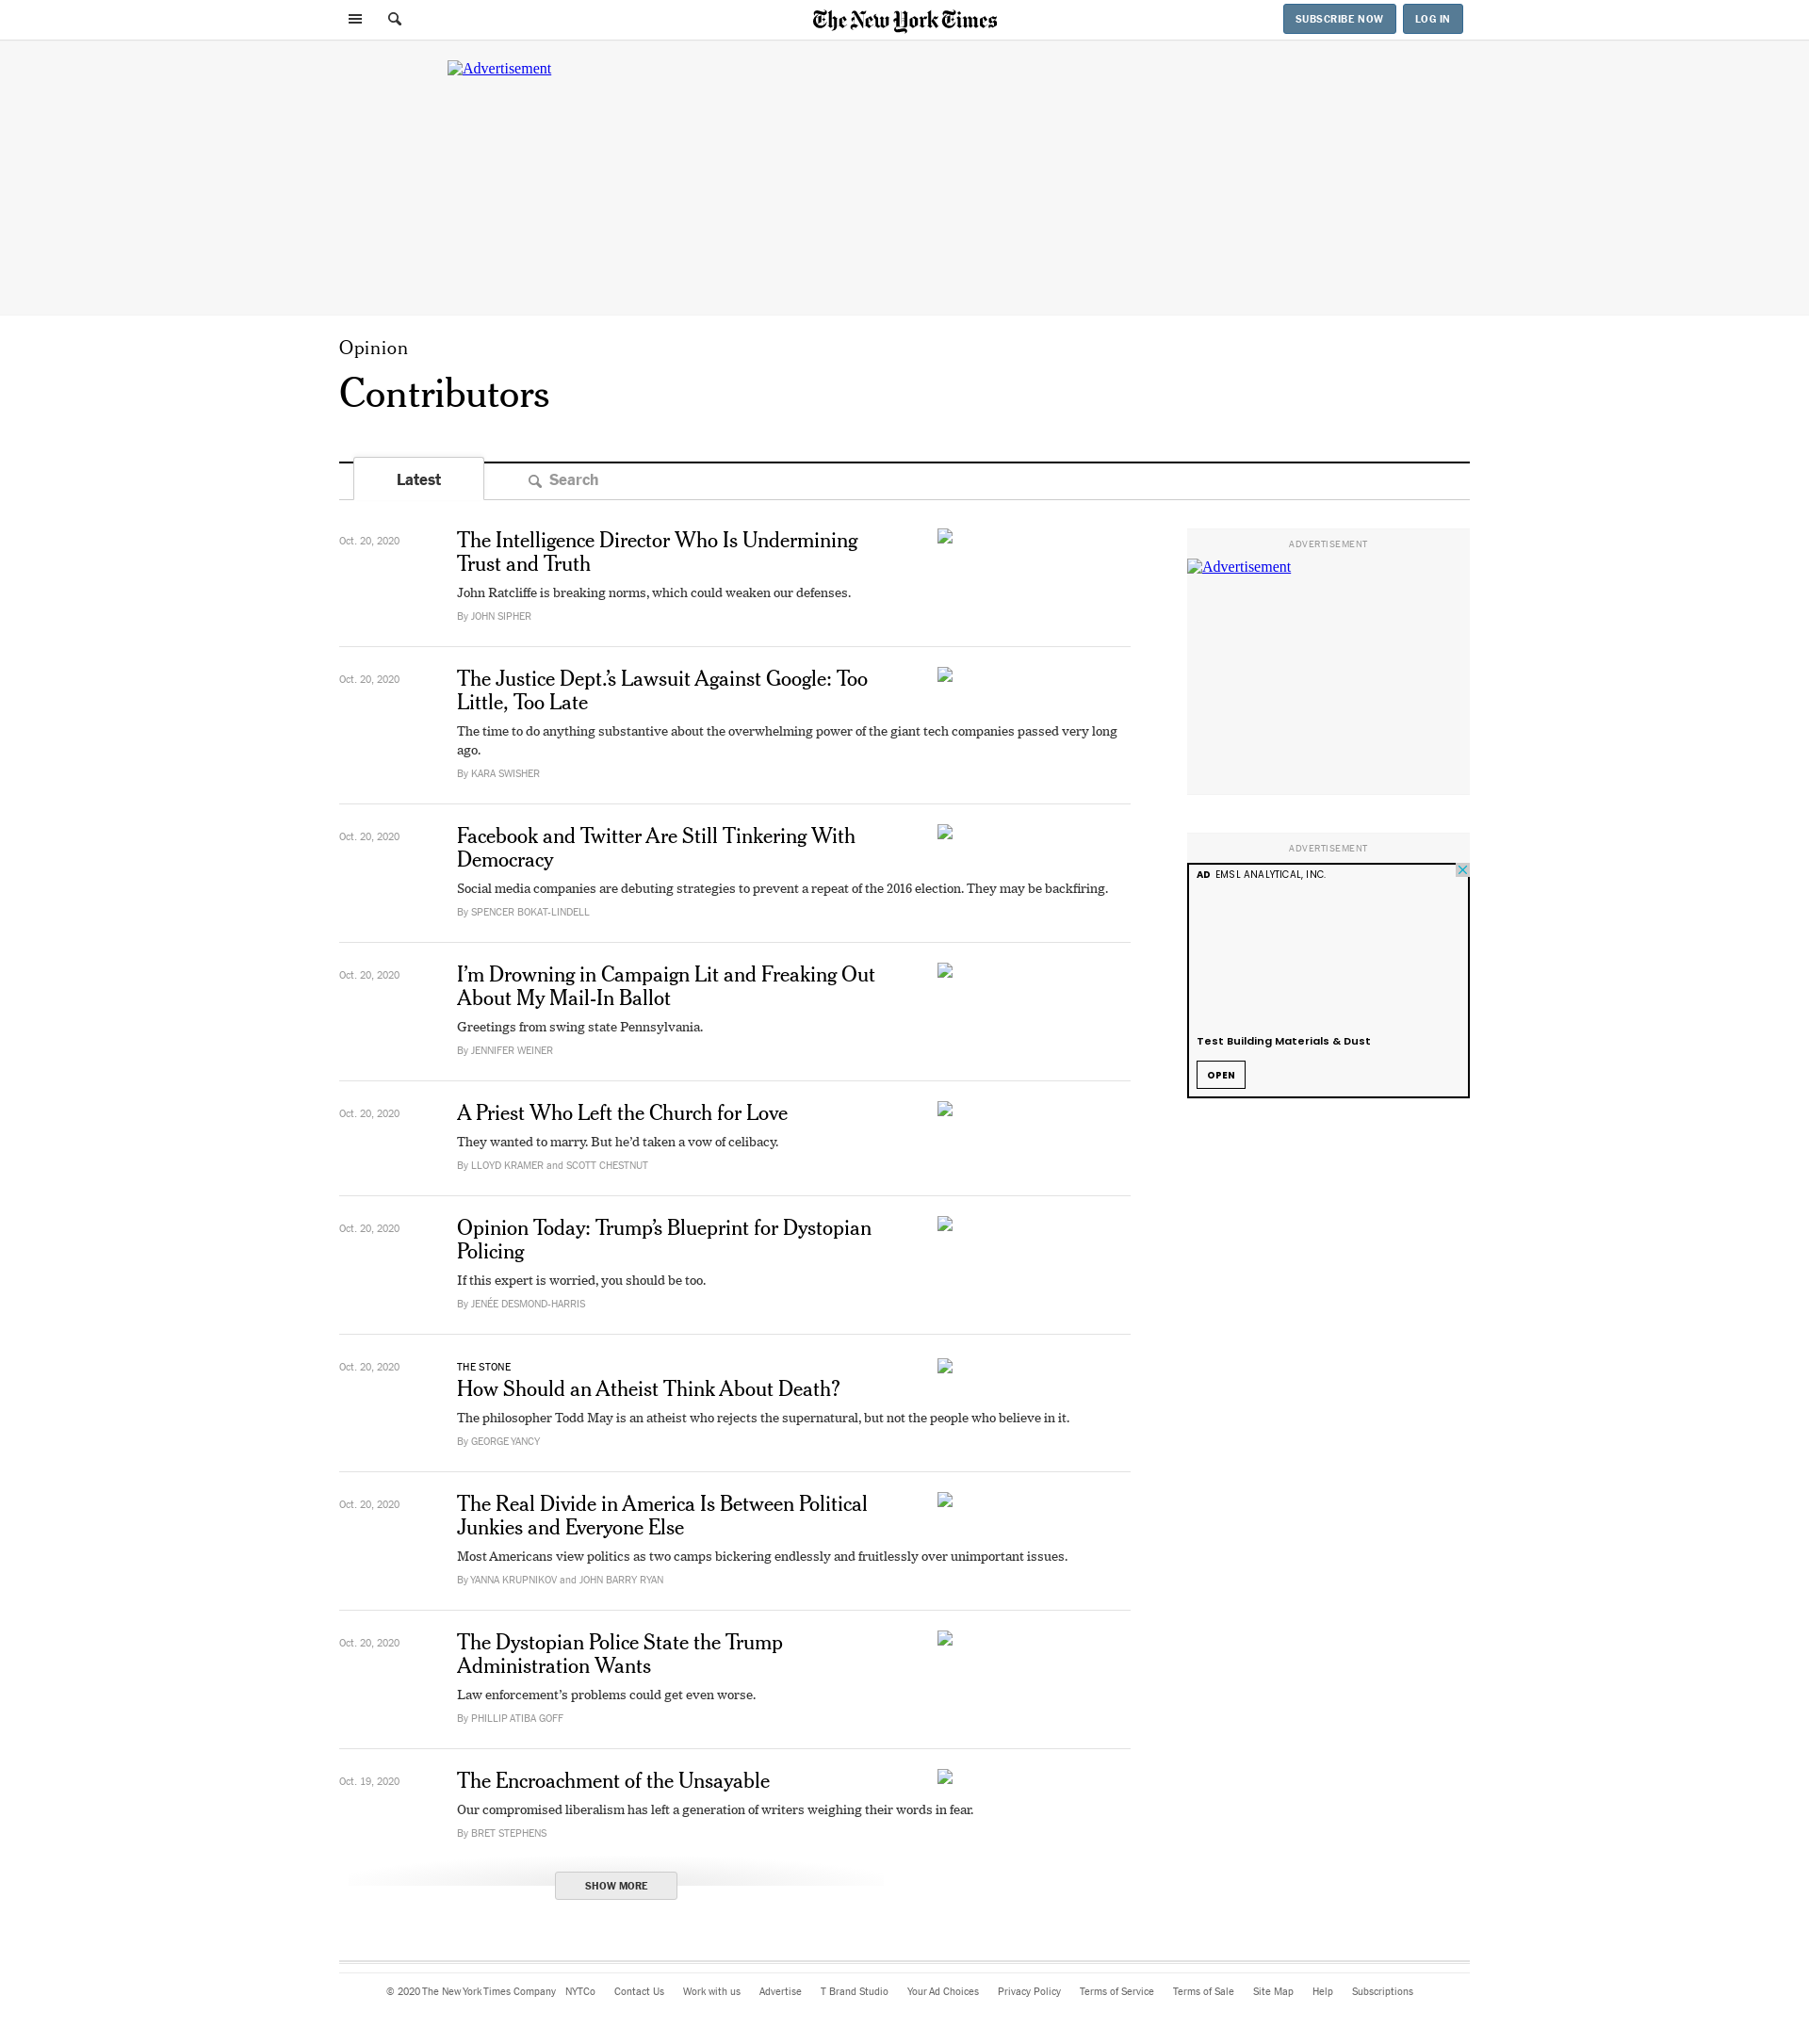 The New York Times
SUBSCRIBE NOW
LOG IN
Advertisement
Opinion
Contributors
Latest
Search
Oct. 20, 2020
The Intelligence Director Who Is Undermining
Trust and Truth
John Ratcliffe is breaking norms, which could weaken our defenses.
By JOHN SIPHER
Oct. 20, 2020
The Justice Dept.’s Lawsuit Against Google: Too
Little, Too Late
The time to do anything substantive about the overwhelming power of the giant tech companies passed very long
ago.
By KARA SWISHER
Oct. 20, 2020
Facebook and Twitter Are Still Tinkering With
Democracy
Social media companies are debuting strategies to prevent a repeat of the 2016 election. They may be backfiring.
By SPENCER BOKAT-LINDELL
Oct. 20, 2020
I’m Drowning in Campaign Lit and Freaking Out
About My Mail-In Ballot
Greetings from swing state Pennsylvania.
By JENNIFER WEINER
Oct. 20, 2020
A Priest Who Left the Church for Love
They wanted to marry. But he’d taken a vow of celibacy.
By LLOYD KRAMER and SCOTT CHESTNUT
Oct. 20, 2020
Opinion Today: Trump’s Blueprint for Dystopian
Policing
If this expert is worried, you should be too.
By JENÉE DESMOND-HARRIS
Oct. 20, 2020
THE STONE
How Should an Atheist Think About Death?
The philosopher Todd May is an atheist who rejects the supernatural, but not the people who believe in it.
By GEORGE YANCY
Oct. 20, 2020
The Real Divide in America Is Between Political
Junkies and Everyone Else
Most Americans view politics as two camps bickering endlessly and fruitlessly over unimportant issues.
By YANNA KRUPNIKOV and JOHN BARRY RYAN
Oct. 20, 2020
The Dystopian Police State the Trump
Administration Wants
Law enforcement’s problems could get even worse.
By PHILLIP ATIBA GOFF
Oct. 19, 2020
The Encroachment of the Unsayable
Our compromised liberalism has left a generation of writers weighing their words in fear.
By BRET STEPHENS
SHOW MORE
ADVERTISEMENT
Advertisement
ADVERTISEMENT
AD EMSL ANALYTICAL, INC.
Test Building Materials & Dust
OPEN
© 2020 The New York Times Company NYTCo Contact Us Work with us Advertise T Brand Studio Your Ad Choices Privacy Policy Terms of Service Terms of Sale Site Map Help Subscriptions